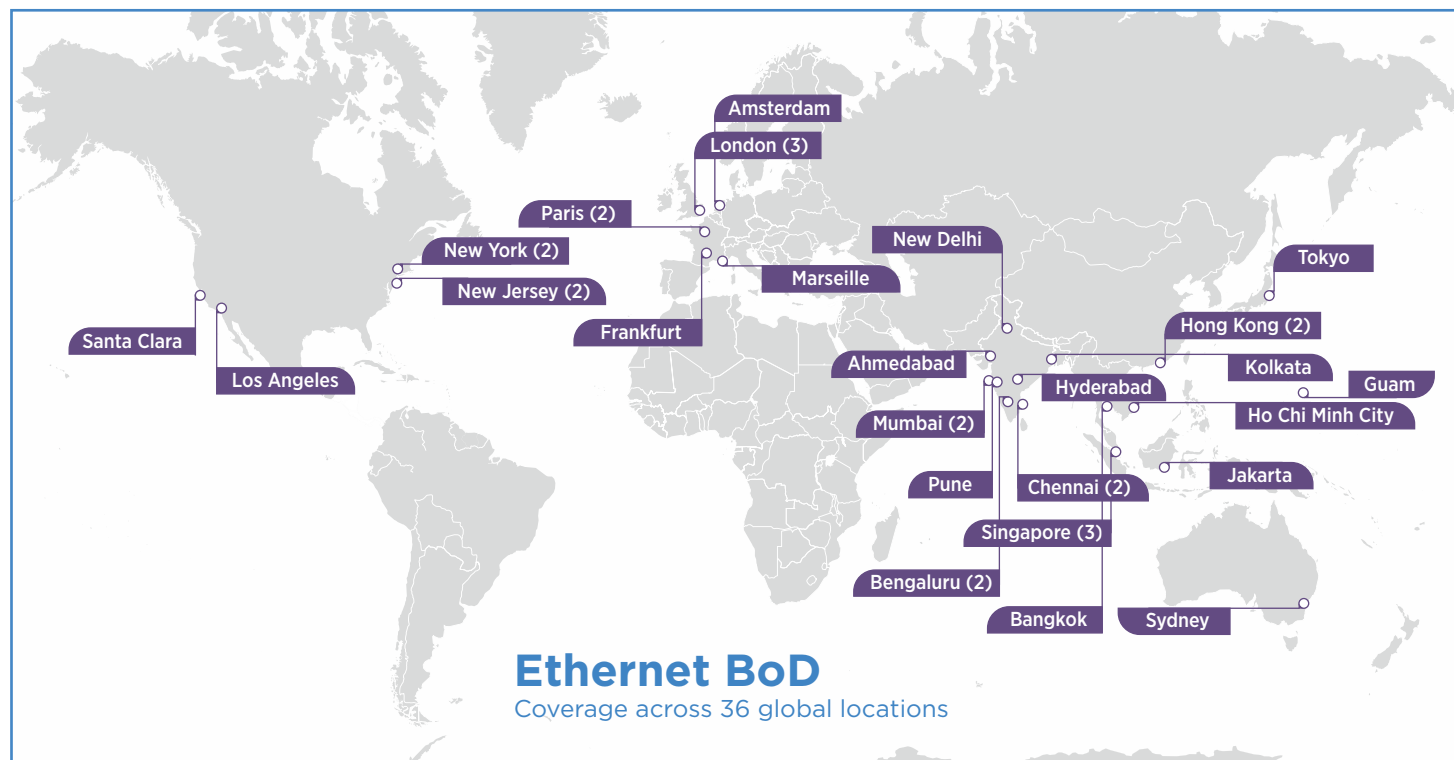 Amsterdam
London (3)
Paris (2)
New Delhi
New York (2)
Tokyo
Marseille
New Jersey (2)
Hong Kong (2)
Frankfurt
Santa Clara
Ahmedabad
Kolkata
Los Angeles
Hyderabad
Guam
Ho Chi Minh City
Mumbai (2)
Jakarta
Pune
Chennai (2)
Singapore (3)
Bengaluru (2)
Bangkok
Sydney
Ethernet BoD
Coverage across 36 global locations